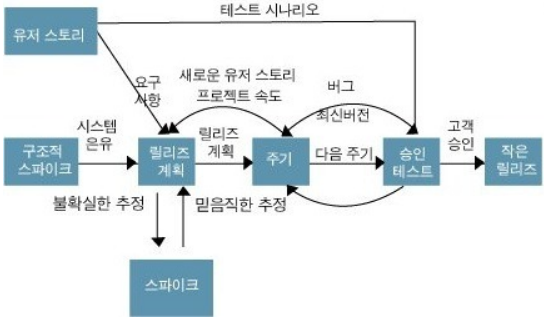 테스트 시나리오
유저 스토리
요구
사항
새로운 유저 스토리
프로젝트 속도
버그
최신버전
시스템
은유
릴리즈
계획
고객
승인
구조적
스파이크
릴리즈
계획
주기
다음 주기
승인
테스트
작은
릴리즈
불확실한 추정
믿음직한 추정
스파이크